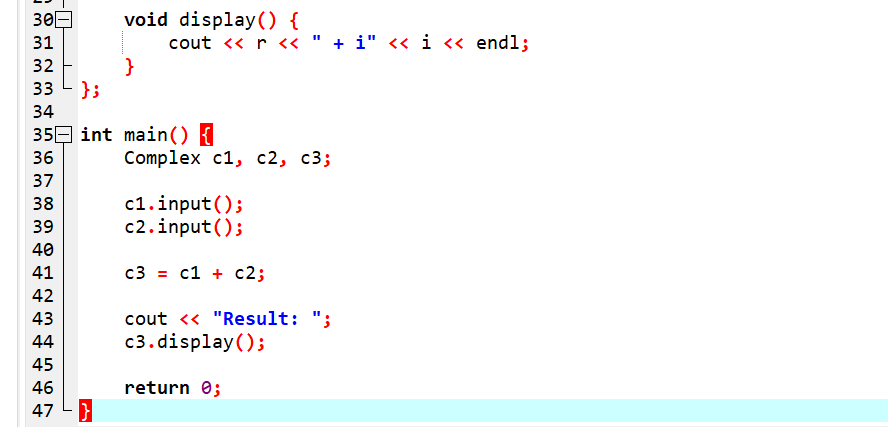 30 void display() {
31 cout << r << " + i" << i << endl;
32 }
33 };
34
35 int main() {
36 Complex c1, c2, c3;
37
38 c1.input();
39 c2.input();
40
41 c3 = c1 + c2;
42
43 cout << "Result: ";
44 c3.display();
45
46 return 0;
47 }